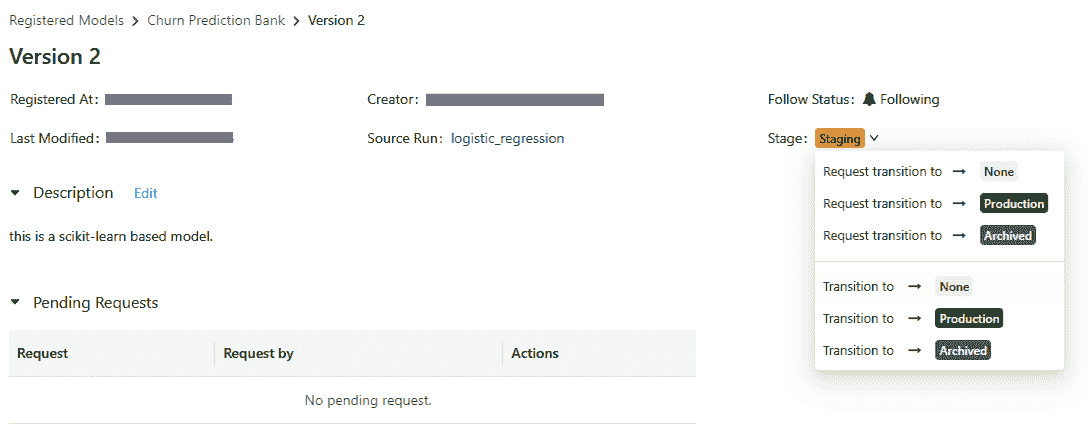 Registered Models > Churn Prediction Bank > Version 2
Version 2
Registered At:
Creator:
Follow Status: Following
Last Modified:
Source Run: logistic_regression
Stage: Staging
Request transition to → None
Request transition to → Production
Request transition to → Archived
Transition to → None
Transition to → Production
Transition to → Archived
Description Edit
this is a scikit-learn based model.
Pending Requests
Request Request by Actions
No pending request.